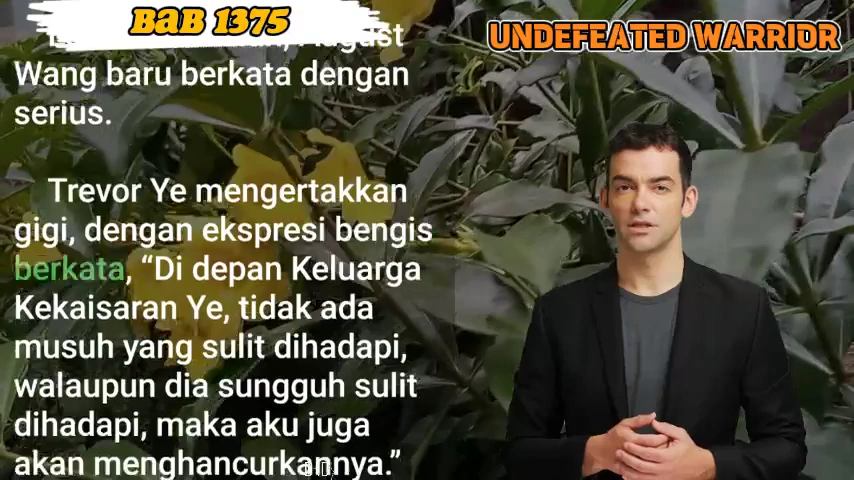 BAB 1375
UNDEFEATED WARRIOR
Wang baru berkata dengan
serius.
Trevor Ye mengertakkan
gigi, dengan ekspresi bengis
berkata, “Di depan Keluarga
Kekaisaran Ye, tidak ada
musuh yang sulit dihadapi,
walaupun dia sungguh sulit
dihadapi, maka aku juga
akan menghancurkannya.”